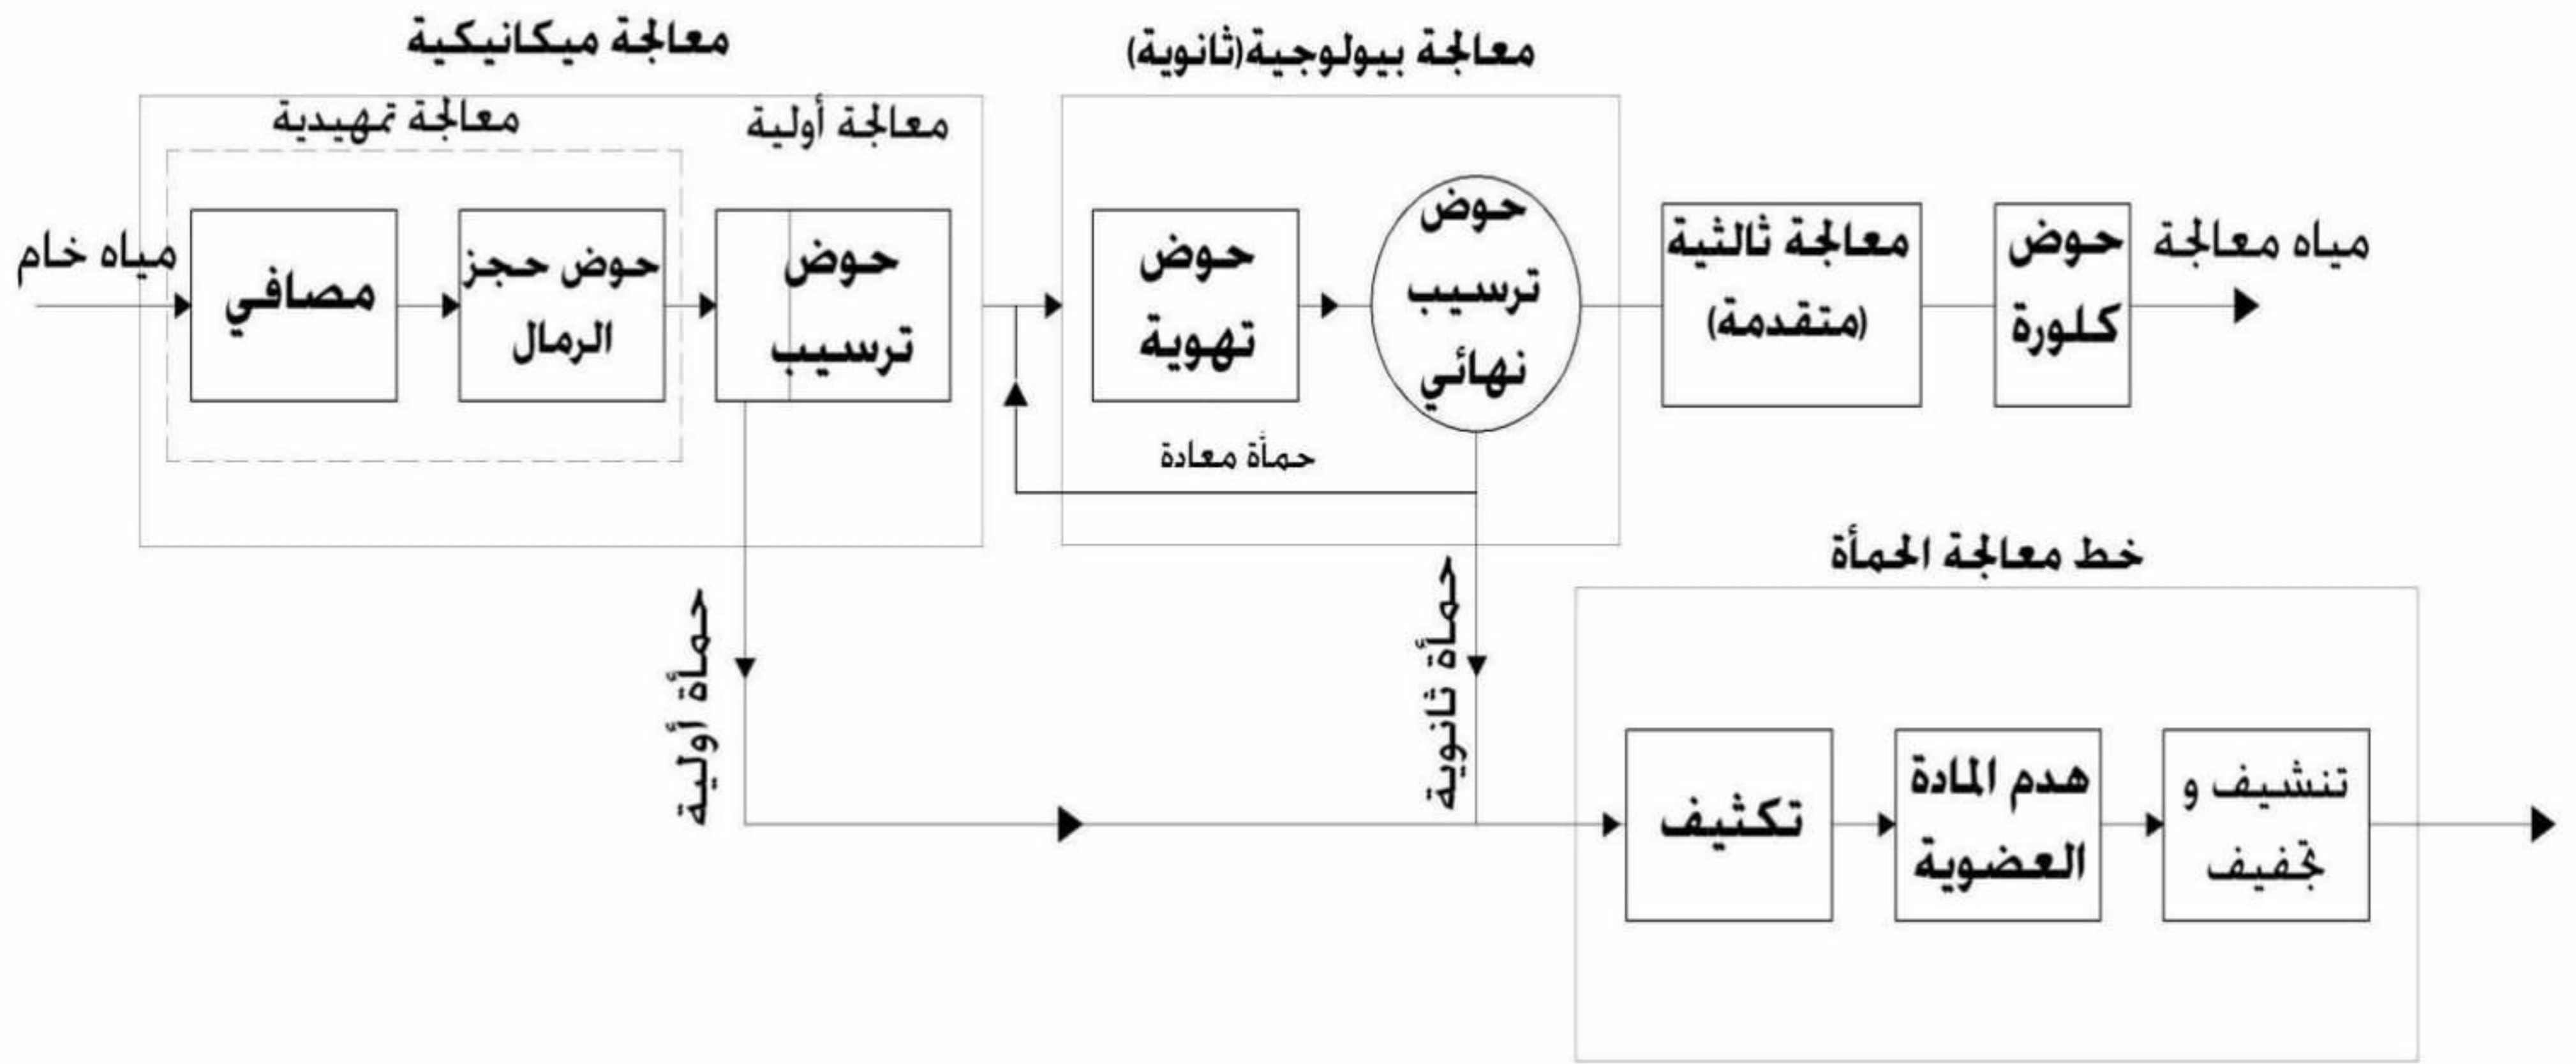 معالجة ميكانيكية
معالجة بيولوجية(ثانوية)
معالجة تمهيدية
معالجة أولية
مياه خام
مصافي
حوض حجز
الرمال
حوض
ترسيب
حوض
تهوية
حوض
ترسيب
نهائي
معالجة ثالثية
(متقدمة)
حوض
كلورة
مياه معالجة
حمأة معادة
حمأة أولية
حمأة ثانوية
خط معالجة الحمأة
تكثيف
هدم المادة
العضوية
تنشيف و
تجفيف